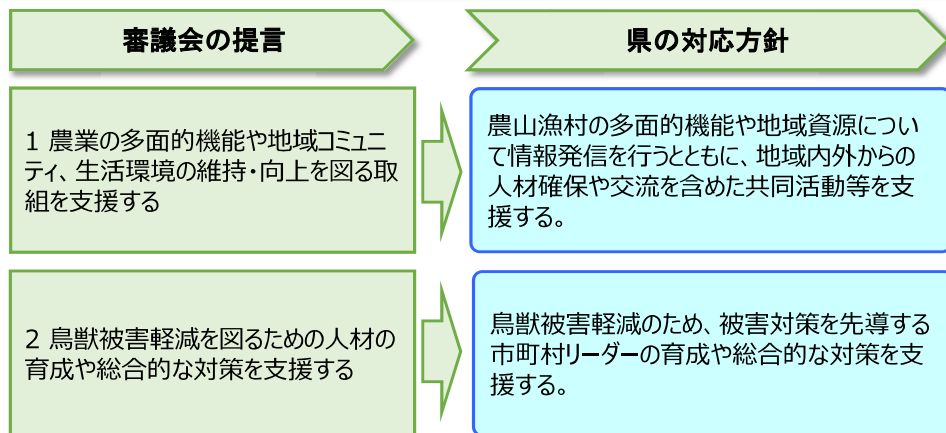 審議会の提言
県の対応方針
1 農業の多面的機能や地域コミュニ
ティ、生活環境の維持・向上を図る取
組を支援する
農山漁村の多面的機能や地域資源につい
て情報発信を行うとともに、地域内外からの
人材確保や交流を含めた共同活動等を支
援する。
2 鳥獣被害軽減を図るための人材の
育成や総合的な対策を支援する
鳥獣被害軽減のため、被害対策を先導する
市町村リーダーの育成や総合的な対策を支
援する。